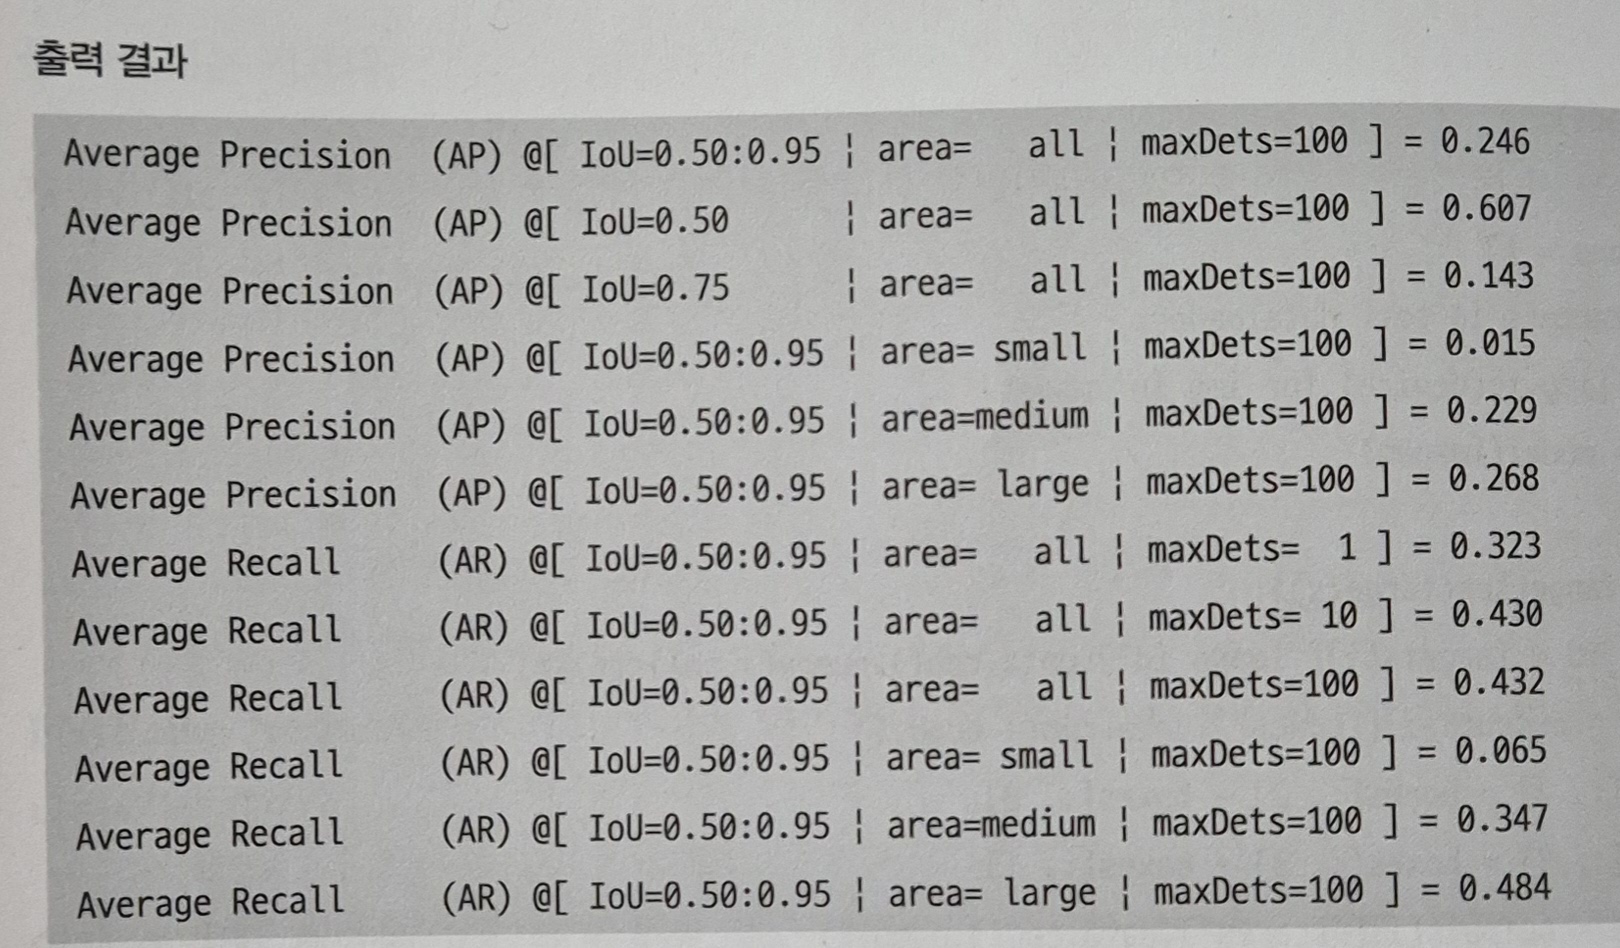 출력 결과
Average Precision  (AP) @[ IoU=0.50:0.95 ¦ area=   all ¦ maxDets=100 ] = 0.246
Average Precision  (AP) @[ IoU=0.50      ¦ area=   all ¦ maxDets=100 ] = 0.607
Average Precision  (AP) @[ IoU=0.75      ¦ area=   all ¦ maxDets=100 ] = 0.143
Average Precision  (AP) @[ IoU=0.50:0.95 ¦ area= small ¦ maxDets=100 ] = 0.015
Average Precision  (AP) @[ IoU=0.50:0.95 ¦ area=medium ¦ maxDets=100 ] = 0.229
Average Precision  (AP) @[ IoU=0.50:0.95 ¦ area= large ¦ maxDets=100 ] = 0.268
Average Recall     (AR) @[ IoU=0.50:0.95 ¦ area=   all ¦ maxDets=  1 ] = 0.323
Average Recall     (AR) @[ IoU=0.50:0.95 ¦ area=   all ¦ maxDets= 10 ] = 0.430
Average Recall     (AR) @[ IoU=0.50:0.95 ¦ area=   all ¦ maxDets=100 ] = 0.432
Average Recall     (AR) @[ IoU=0.50:0.95 ¦ area= small ¦ maxDets=100 ] = 0.065
Average Recall     (AR) @[ IoU=0.50:0.95 ¦ area=medium ¦ maxDets=100 ] = 0.347
Average Recall     (AR) @[ IoU=0.50:0.95 ¦ area= large ¦ maxDets=100 ] = 0.484